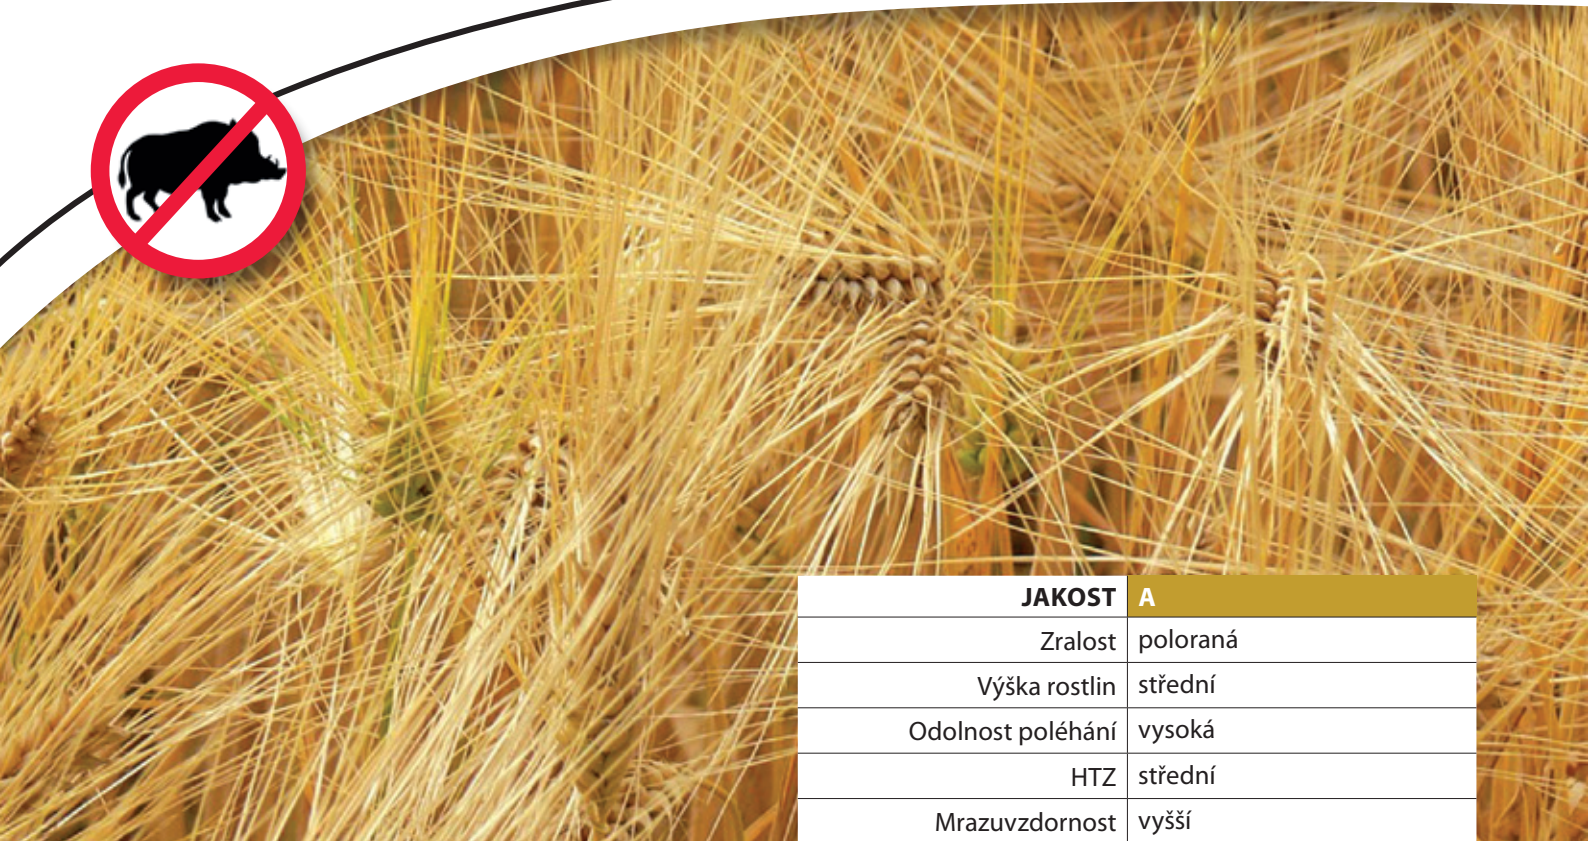 JAKOST A
Zralost poloraná
Výška rostlin střední
Odolnost poléhání vysoká
HTZ střední
Mrazuvzdornost vyšší